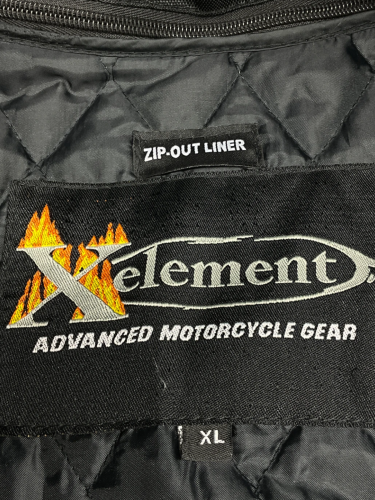 ZIP-OUT LINER
Xelement
ADVANCED MOTORCYCLE GEAR
XL